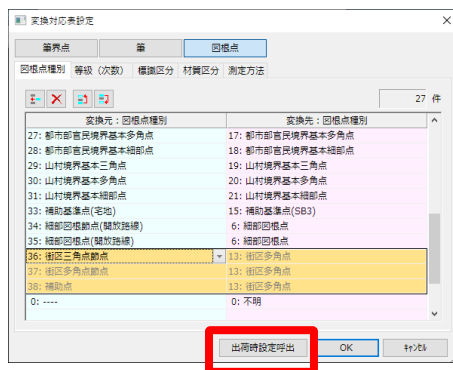 変換対応表設定
筆界点 筆 図根点
図根点種別 等級（次数） 標識区分 材質区分 測定方法
27 件
変換元：図根点種別 変換先：図根点種別
27: 都市部官民境界基本多角点 17: 都市部官民境界基本多角点
28: 都市部官民境界基本細部点 18: 都市部官民境界基本細部点
29: 山村境界基本三角点 19: 山村境界基本三角点
30: 山村境界基本多角点 20: 山村境界基本多角点
31: 山村境界基本細部点 21: 山村境界基本細部点
33: 補助基準点(宅地) 15: 補助基準点(SB3)
34: 細部図根節点(開放路線) 6: 細部図根点
35: 細部図根点(開放路線) 6: 細部図根点
36: 街区三角点節点 13: 街区多角点
37: 街区多角点節点 13: 街区多角点
38: 補助点 13: 街区多角点
0: ---- 0: 不明
出荷時設定呼出 OK ｷｬﾝｾﾙ